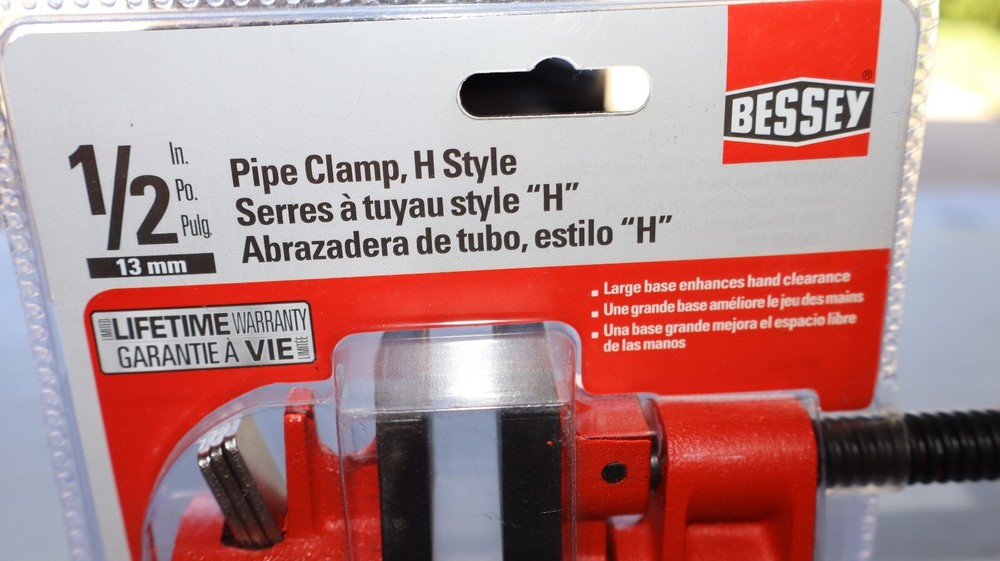 BESSEY®
1/2 In.
Po.
Pulg.
13 mm
Pipe Clamp, H Style
Serres à tuyau style “H”
Abrazadera de tubo, estilo “H”
LIMITED LIFETIME WARRANTY
GARANTIE À VIE LIMITÉE
Large base enhances hand clearance
Une grande base améliore le jeu des mains
Una base grande mejora el espacio libre
de las manos